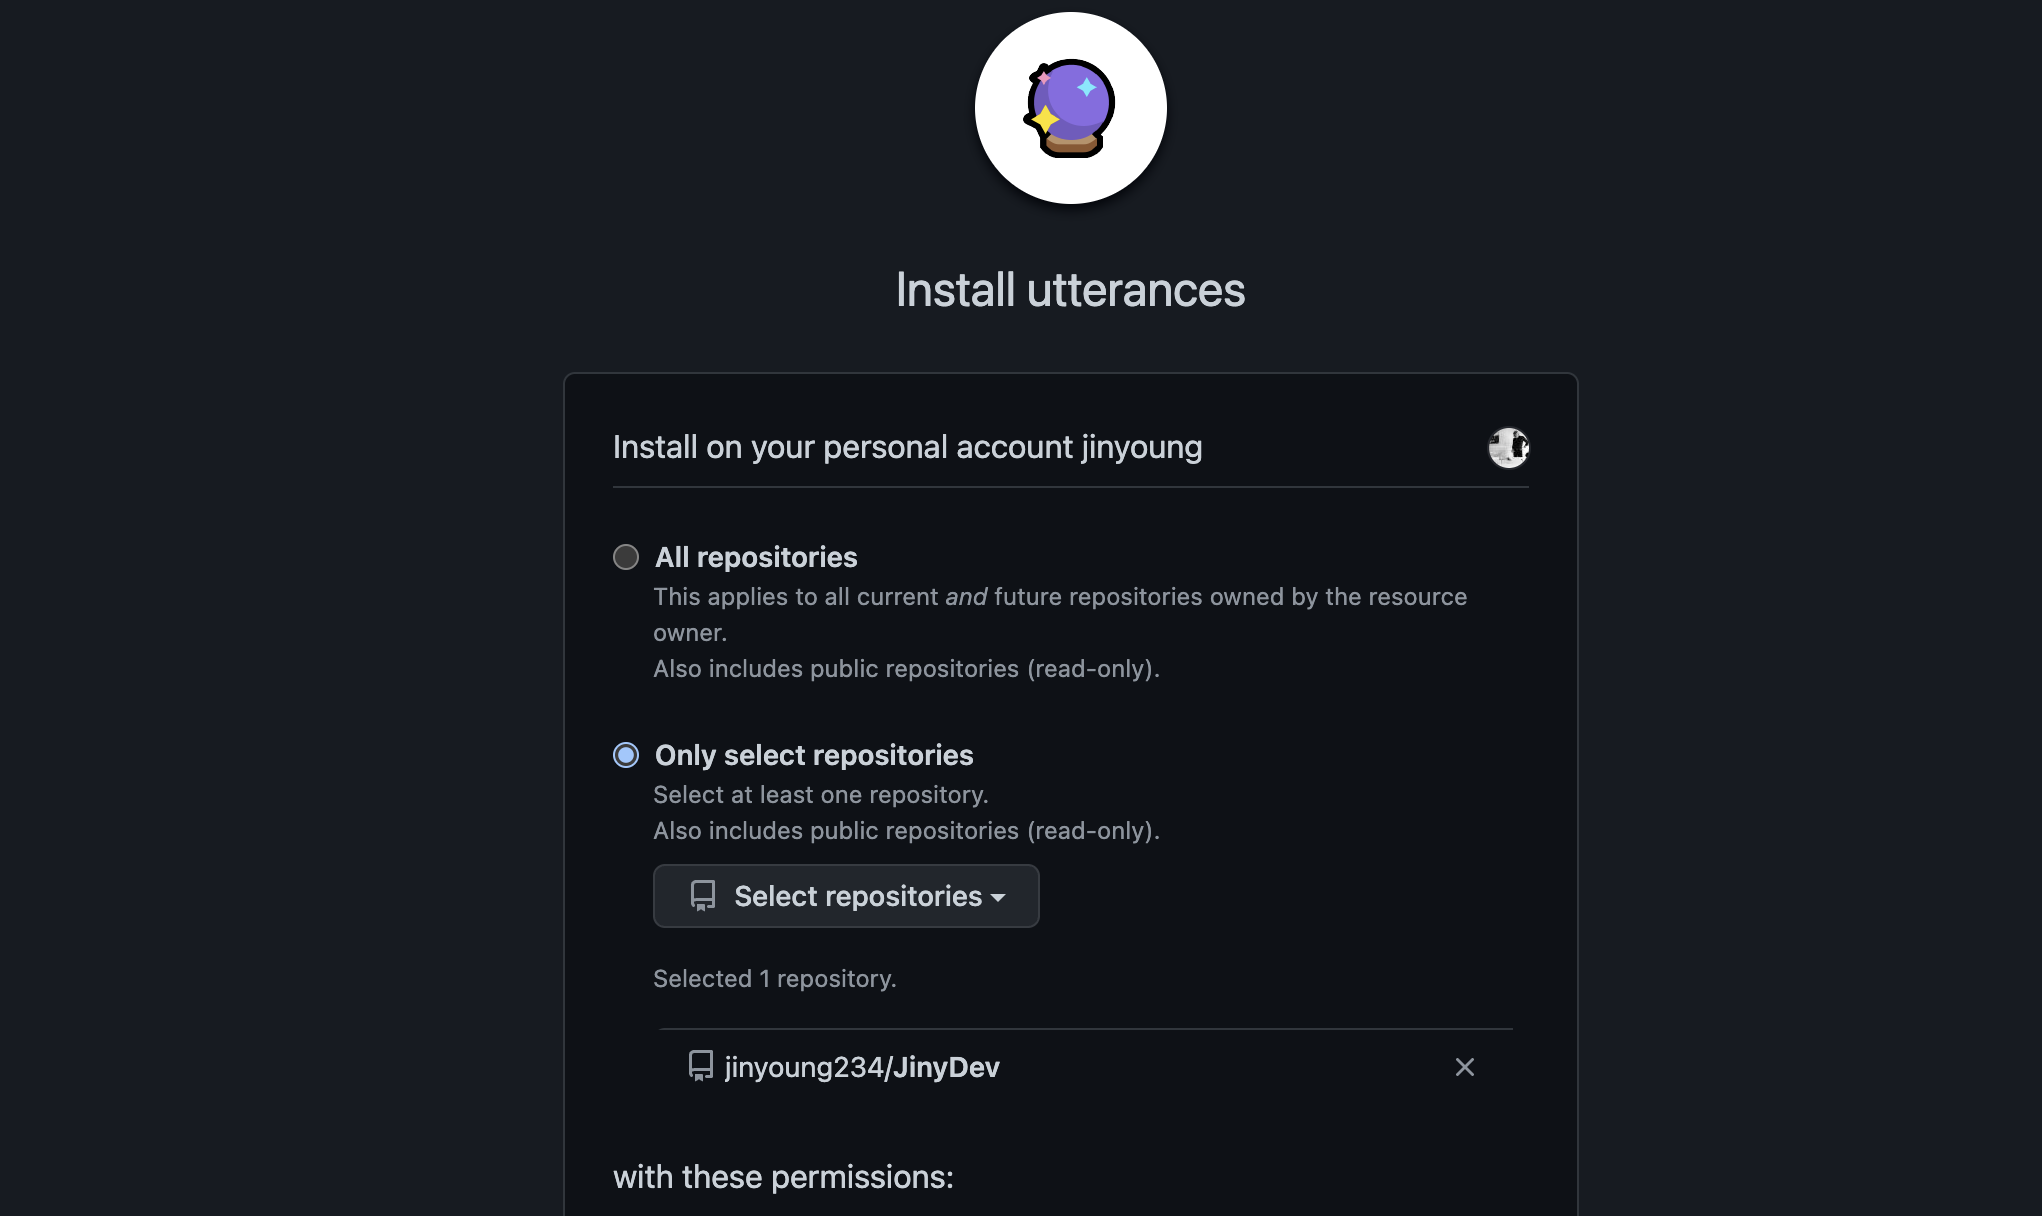 Install utterances
Install on your personal account jinyoung
All repositories
This applies to all current and future repositories owned by the resource
owner.
Also includes public repositories (read-only).
Only select repositories
Select at least one repository.
Also includes public repositories (read-only).
Select repositories
Selected 1 repository.
jinyoung234/JinyDev
with these permissions: